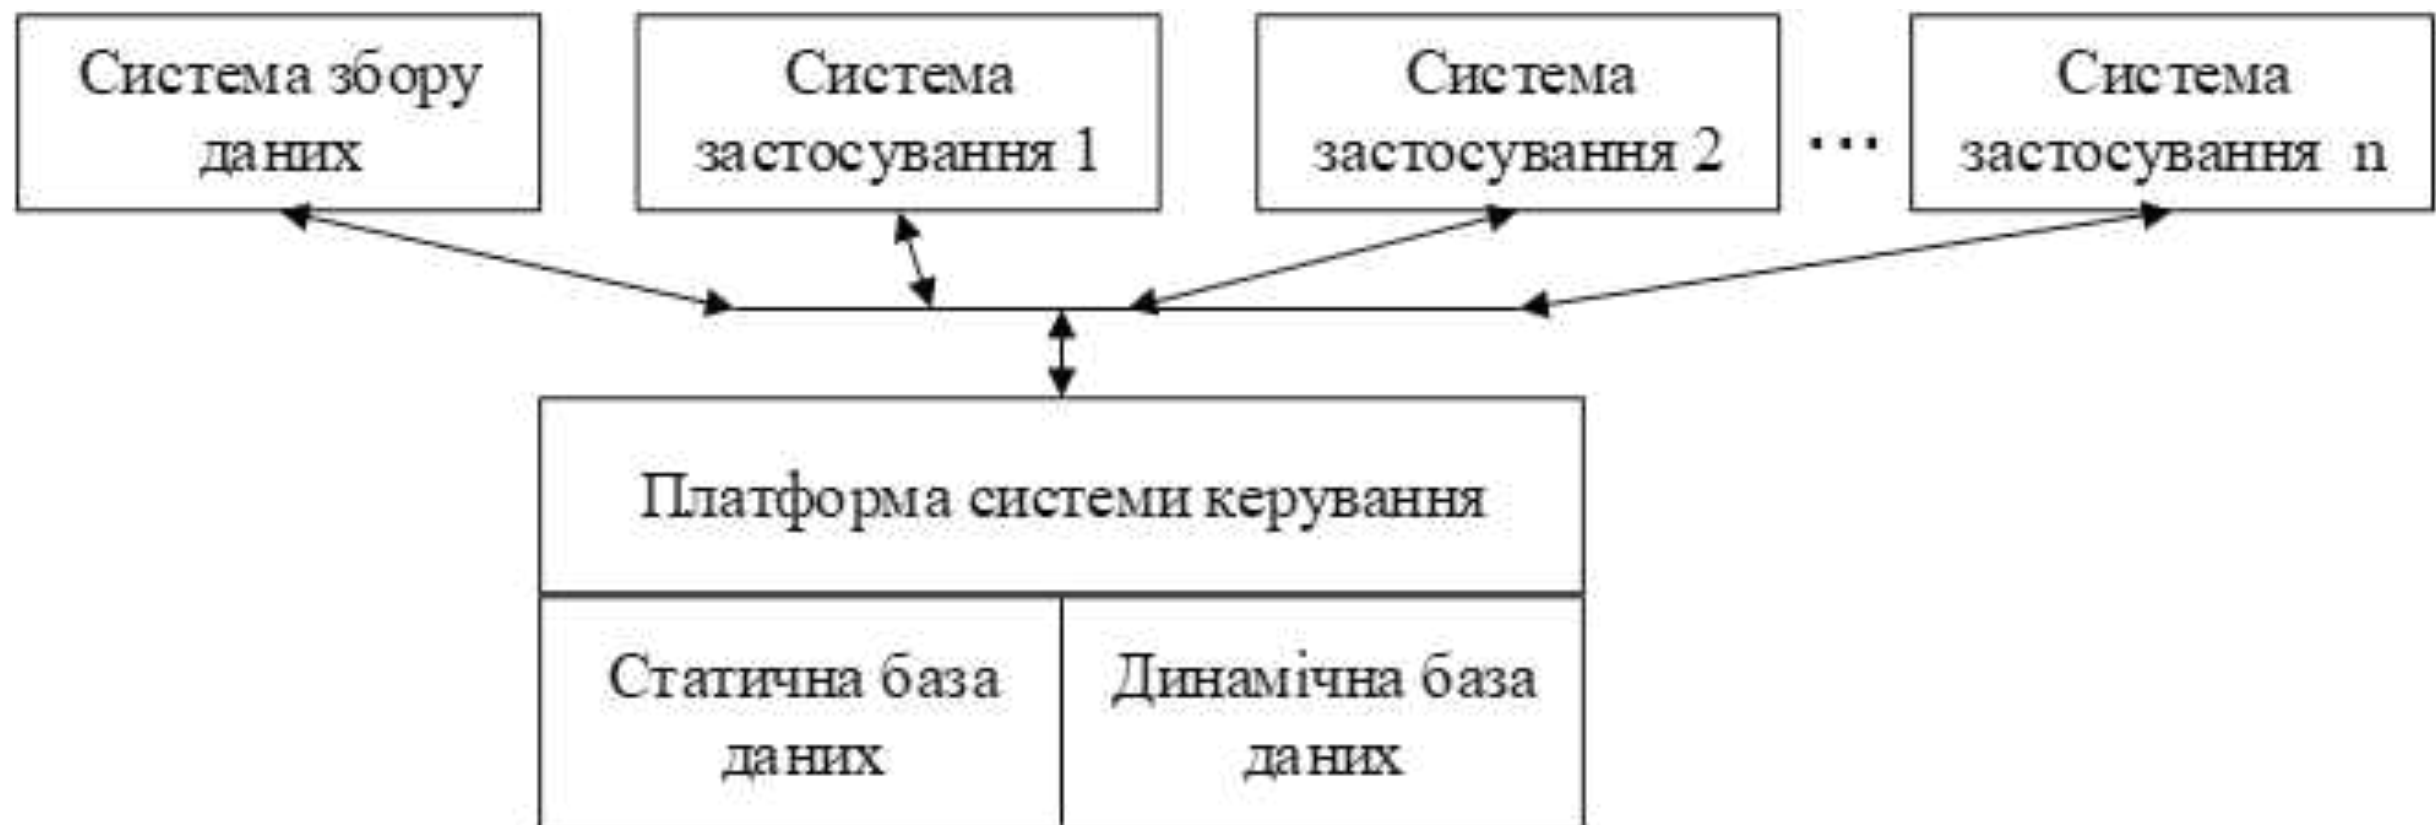 Система збору
даних
Система
застосування 1
Система
застосування 2
...
Система
застосування n
Платформа системи керування
Статична база
даних
Динамічна база
даних